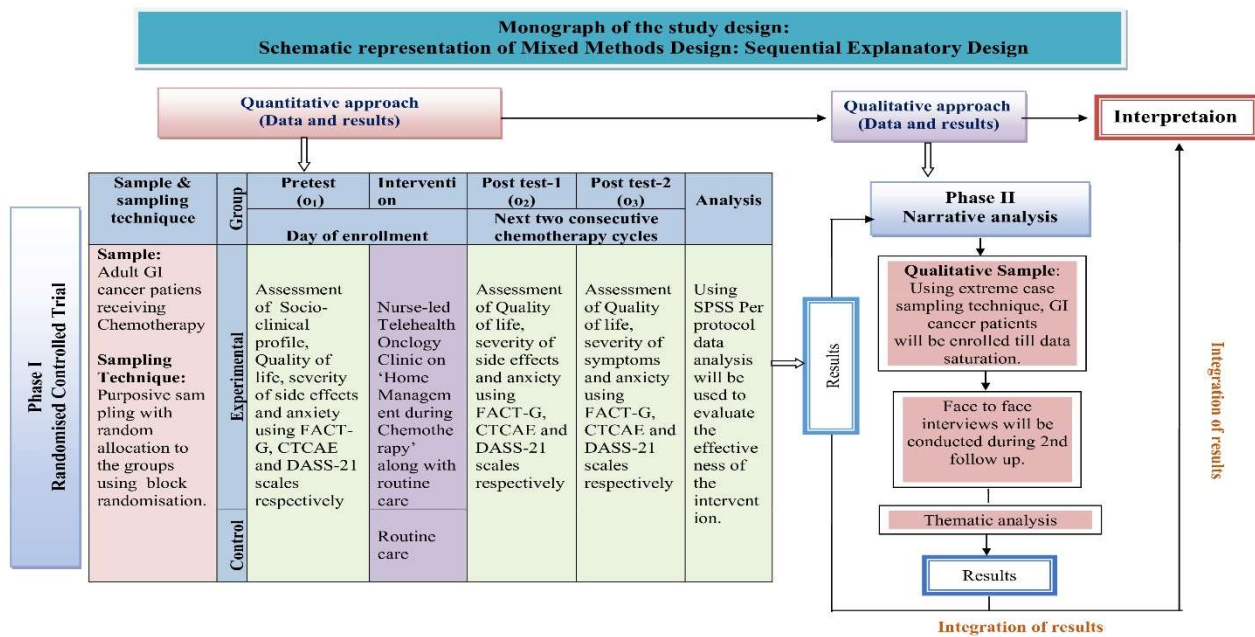 Monograph of the study design:
Schematic representation of Mixed Methods Design: Sequential Explanatory Design
Quantitative approach
(Data and results)
Qualitative approach
(Data and results)
Interpretaion
Phase I
Randomised Controlled Trial
Sample &
sampling
techniquee
Group
Pretest
(o₁)
Interventi
on
Post test-1
(o₂)
Post test-2
(o₃)
Analysis
Day of enrollment
Next two consecutive
chemotherapy cycles
Sample:
Adult GI
cancer patiens
receiving
Chemotherapy
Sampling
Technique:
Purposive sam
pling with
random
allocation to
the groups
using block
randomisation.
Experimental
Control
Assessment
of Socio-
clinical
profile,
Quality of
life, severity
of side effects
and anxiety
using FACT-
G, CTCAE
and DASS-21
scales
respectively
Nurse-led
Telehealth
Onclogy
Clinic on
‘Home
Managem
ent during
Chemothe
rapy’
along with
routine
care
Routine
care
Assessment
of Quality
of life,
severity of
side effects
and anxiety
using
FACT-G,
CTCAE and
DASS-21
scales
respectively
Assessment
of Quality
of life,
severity of
symptoms
and anxiety
using
FACT-G,
CTCAE and
DASS-21
scales
respectively
Using
SPSS Per
protocol
data
analysis
will be
used to
evaluate
the
effective
ness of
the
intervent
ion.
Results
Phase II
Narrative analysis
Qualitative Sample:
Using extreme case
sampling technique, GI
cancer patients
will be enrolled till data
saturation.
Face to face
interviews will be
conducted during 2nd
follow up.
Thematic analysis
Results
Integration of results
Integration of results